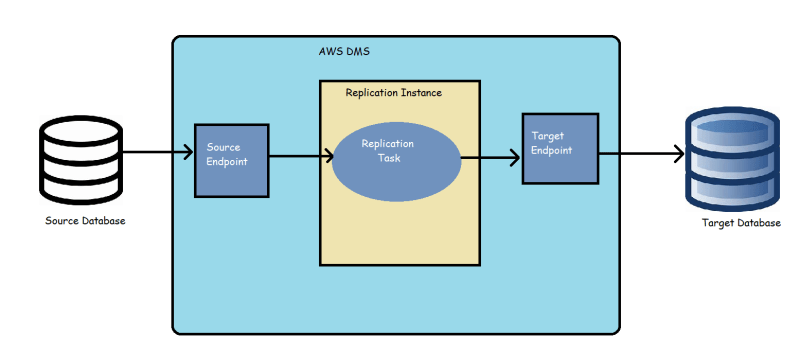 AWS DMS
Replication Instance
Source
Endpoint
Replication
Task
Target
Endpoint
Source Database
Target Database